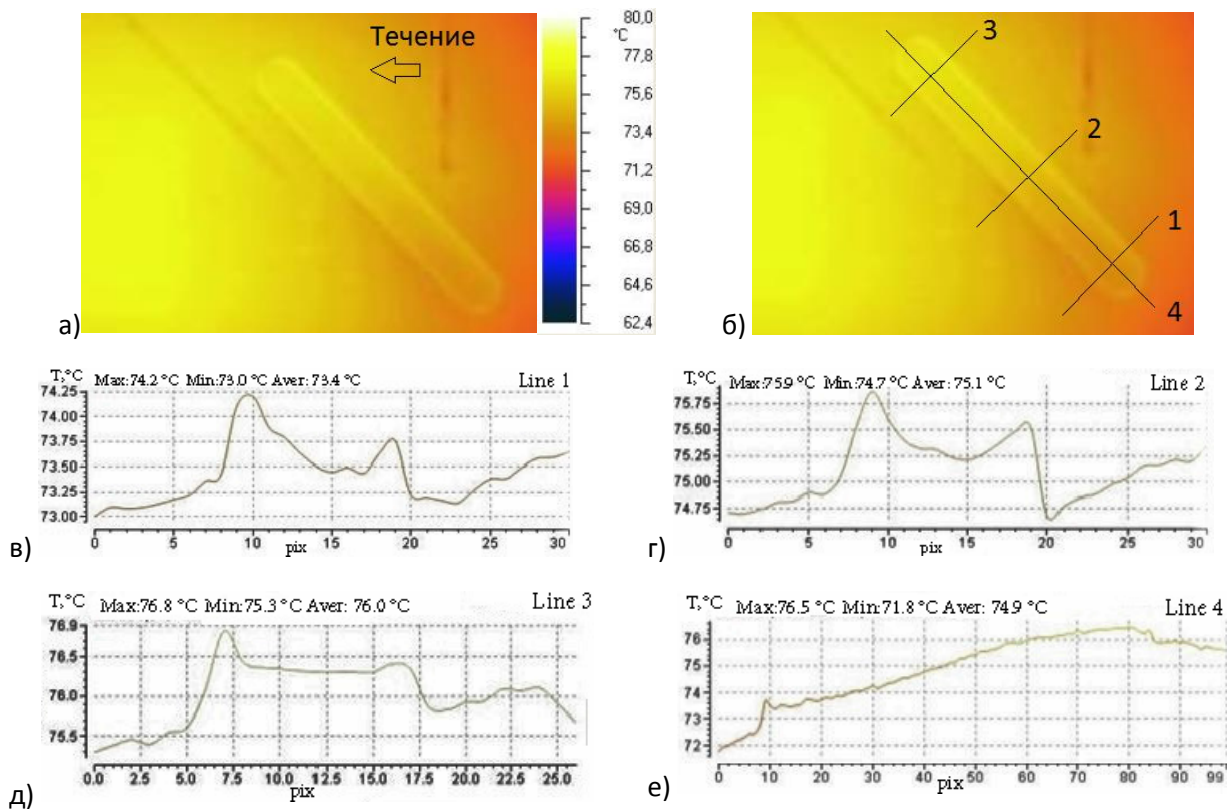 Течение
80,0
°C
77,8
75,6
73,4
71,2
69,0
66,8
64,6
62,4
а)
3
2
1
4
б)
T,°C Max:74.2 °C Min:73.0 °C Aver:73.4 °C Line 1
74.25
74.00
73.75
73.50
73.25
73.00
0 5 10 15 20 25 30
pix
в)
T,°C Max:75.9 °C Min:74.7 °C Aver:75.1 °C Line 2
75.75
75.50
75.25
75.00
74.75
0 5 10 15 20 25 30
pix
г)
T,°C Max:76.8 °C Min:75.3 °C Aver: 76.0 °C Line 3
76.9
76.5
76.0
75.5
0.0 2.5 5.0 7.5 10.0 12.5 15.0 17.5 20.0 22.5 25.0
pix
д)
T,°C Max:76.5 °C Min:71.8 °C Aver: 74.9 °C Line 4
76
75
74
73
72
0 10 20 30 40 50 60 70 80 90 99
pix
е)